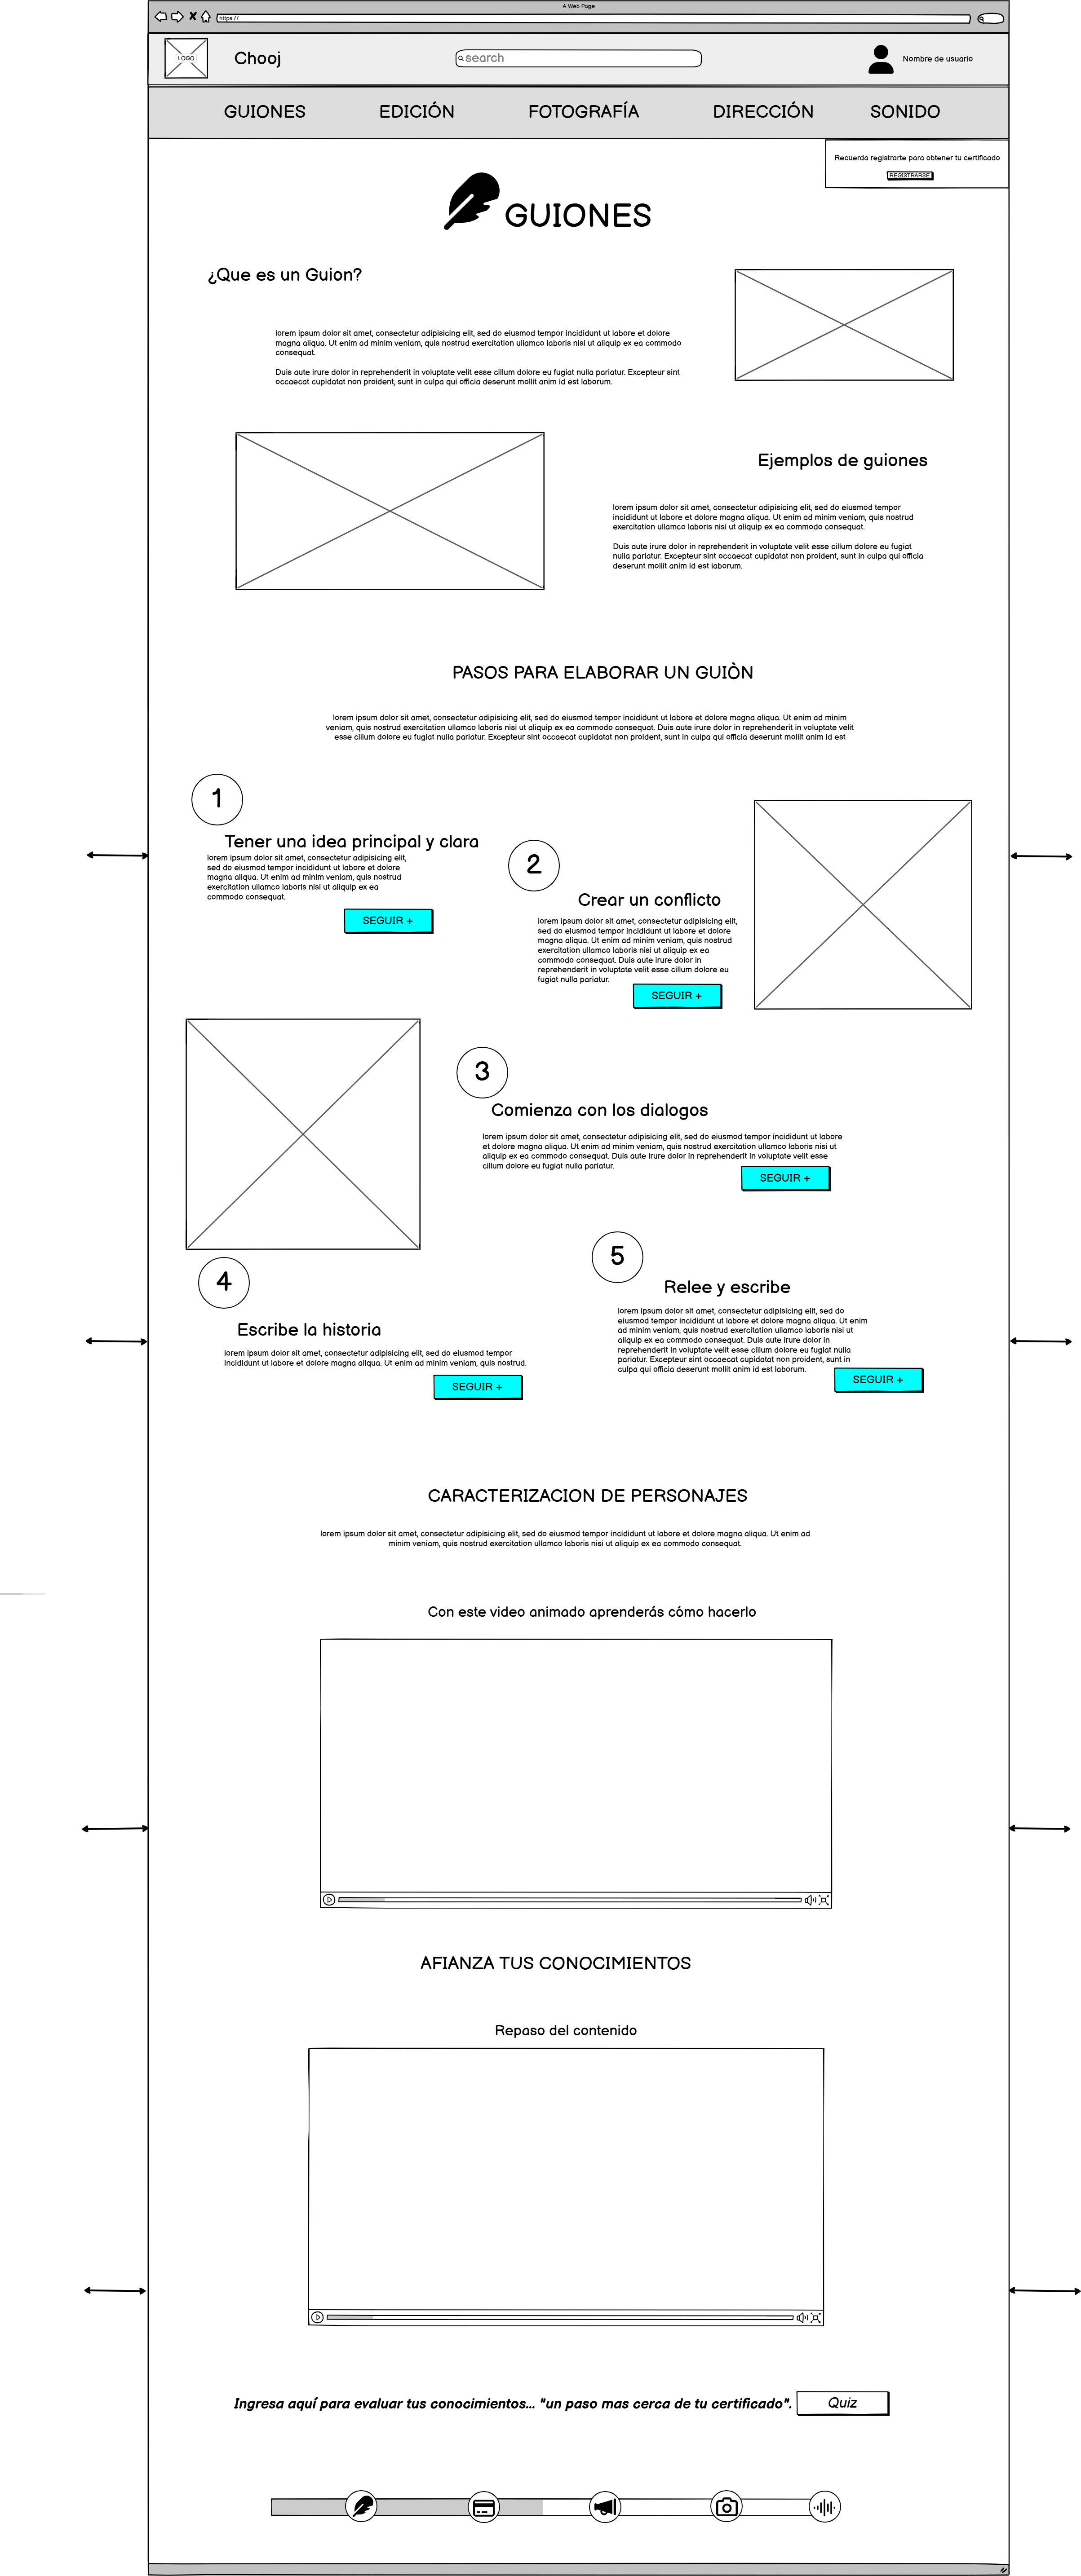 A Web Page
https://
LOGO
Chooj
search
Nombre de usuario
GUIONES
EDICIÓN
FOTOGRAFÍA
DIRECCIÓN
SONIDO
Recuerda registrarte para obtener tu certificado
REGISTRARSE
GUIONES
¿Que es un Guion?
lorem ipsum dolor sit amet, consectetur adipisicing elit, sed do eiusmod tempor incididunt ut labore et dolore
magna aliqua. Ut enim ad minim veniam, quis nostrud exercitation ullamco laboris nisi ut aliquip ex ea commodo
consequat.
Duis aute irure dolor in reprehenderit in voluptate velit esse cillum dolore eu fugiat nulla pariatur. Excepteur sint
occaecat cupidatat non proident, sunt in culpa qui officia deserunt mollit anim id est laborum.
Ejemplos de guiones
lorem ipsum dolor sit amet, consectetur adipisicing elit, sed do eiusmod tempor
incididunt ut labore et dolore magna aliqua. Ut enim ad minim veniam, quis nostrud
exercitation ullamco laboris nisi ut aliquip ex ea commodo consequat.
Duis aute irure dolor in reprehenderit in voluptate velit esse cillum dolore eu fugiat
nulla pariatur. Excepteur sint occaecat cupidatat non proident, sunt in culpa qui officia
deserunt mollit anim id est laborum.
PASOS PARA ELABORAR UN GUIÒN
lorem ipsum dolor sit amet, consectetur adipisicing elit, sed do eiusmod tempor incididunt ut labore et dolore magna aliqua. Ut enim ad minim
veniam, quis nostrud exercitation ullamco laboris nisi ut aliquip ex ea commodo consequat. Duis aute irure dolor in reprehenderit in voluptate velit
esse cillum dolore eu fugiat nulla pariatur. Excepteur sint occaecat cupidatat non proident, sunt in culpa qui officia deserunt mollit anim id est
1
Tener una idea principal y clara
lorem ipsum dolor sit amet, consectetur adipisicing elit,
sed do eiusmod tempor incididunt ut labore et dolore
magna aliqua. Ut enim ad minim veniam, quis nostrud
exercitation ullamco laboris nisi ut aliquip ex ea
commodo consequat.
SEGUIR +
2
Crear un conflicto
lorem ipsum dolor sit amet, consectetur adipisicing elit,
sed do eiusmod tempor incididunt ut labore et dolore
magna aliqua. Ut enim ad minim veniam, quis nostrud
exercitation ullamco laboris nisi ut aliquip ex ea
commodo consequat. Duis aute irure dolor in
reprehenderit in voluptate velit esse cillum dolore eu
fugiat nulla pariatur.
SEGUIR +
3
Comienza con los dialogos
lorem ipsum dolor sit amet, consectetur adipisicing elit, sed do eiusmod tempor incididunt ut labore
et dolore magna aliqua. Ut enim ad minim veniam, quis nostrud exercitation ullamco laboris nisi ut
aliquip ex ea commodo consequat. Duis aute irure dolor in reprehenderit in voluptate velit esse
cillum dolore eu fugiat nulla pariatur.
SEGUIR +
4
Escribe la historia
lorem ipsum dolor sit amet, consectetur adipisicing elit, sed do eiusmod tempor
incididunt ut labore et dolore magna aliqua. Ut enim ad minim veniam, quis nostrud.
SEGUIR +
5
Relee y escribe
lorem ipsum dolor sit amet, consectetur adipisicing elit, sed do
eiusmod tempor incididunt ut labore et dolore magna aliqua. Ut enim
ad minim veniam, quis nostrud exercitation ullamco laboris nisi ut
aliquip ex ea commodo consequat. Duis aute irure dolor in
reprehenderit in voluptate velit esse cillum dolore eu fugiat nulla
pariatur. Excepteur sint occaecat cupidatat non proident, sunt in
culpa qui officia deserunt mollit anim id est laborum.
SEGUIR +
CARACTERIZACION DE PERSONAJES
lorem ipsum dolor sit amet, consectetur adipisicing elit, sed do eiusmod tempor incididunt ut labore et dolore magna aliqua. Ut enim ad
minim veniam, quis nostrud exercitation ullamco laboris nisi ut aliquip ex ea commodo consequat.
Con este video animado aprenderás cómo hacerlo
AFIANZA TUS CONOCIMIENTOS
Repaso del contenido
Ingresa aquí para evaluar tus conocimientos... "un paso mas cerca de tu certificado".
Quiz